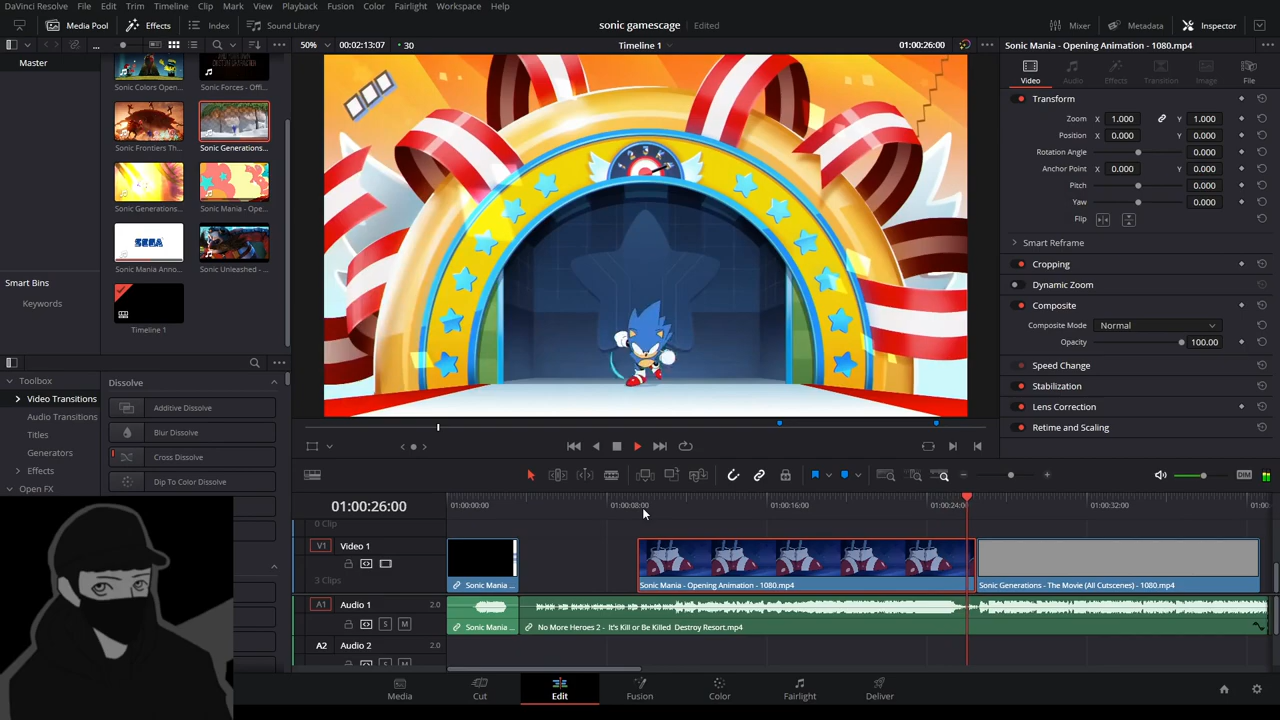 DaVinci Resolve File Edit Trim Timeline Clip Mark View Playback Fusion Color Fairlight Workspace Help
Media Pool Effects Index Sound Library sonic gamescage Edited Mixer Metadata Inspector
... 50% 00:02:13:07 30 Timeline 1 01:00:26:00 Sonic Mania - Opening Animation - 1080.mp4
Master
Sonic Colors Open... Sonic Forces - Offi...
Sonic Frontiers Th... Sonic Generations...
Sonic Generations... Sonic Mania - Ope...
SEGA
Sonic Mania Anno... Sonic Unleashed - ...
Timeline 1
Smart Bins
Keywords
Video Audio Effects Transition Image File
Transform
Zoom X 1.000 Y 1.000
Position X 0.000 Y 0.000
Rotation Angle 0.000
Anchor Point X 0.000 Y 0.000
Pitch 0.000
Yaw 0.000
Flip
Smart Reframe
Cropping
Dynamic Zoom
Composite
Composite Mode Normal
Opacity 100.00
Speed Change
Stabilization
Lens Correction
Retime and Scaling
Toolbox
Video Transitions
Audio Transitions
Titles
Generators
Effects
Open FX
Dissolve
Additive Dissolve
Blur Dissolve
Cross Dissolve
Dip To Color Dissolve
DIM
01:00:26:00 01:00:00:00 01:00:08:00 01:00:16:00 01:00:24:00 01:00:32:00 01:00:
0 Clip
V1 Video 1
3 Clips
Sonic Mania ... Sonic Mania - Opening Animation - 1080.mp4 Sonic Generations - The Movie (All Cutscenes) - 1080.mp4
A1 Audio 1 2.0
S M
Sonic Mania ... No More Heroes 2 - It's Kill or Be Killed Destroy Resort.mp4
A2 Audio 2 2.0
S M
Media Cut Edit Fusion Color Fairlight Deliver